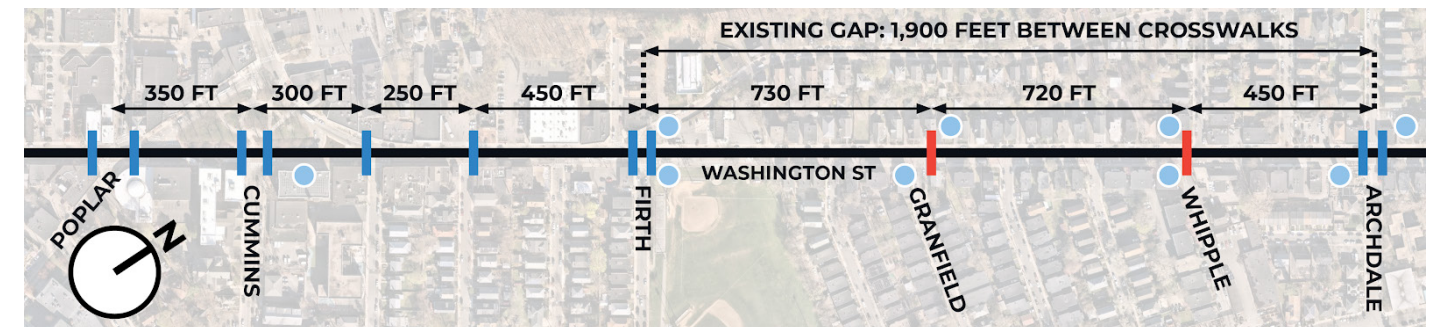 EXISTING GAP: 1,900 FEET BETWEEN CROSSWALKS
350 FT
300 FT
250 FT
450 FT
730 FT
720 FT
450 FT
WASHINGTON ST
POPLAR
CUMMINS
FIRTH
GRANFIELD
WHIPPLE
ARCHDALE
N